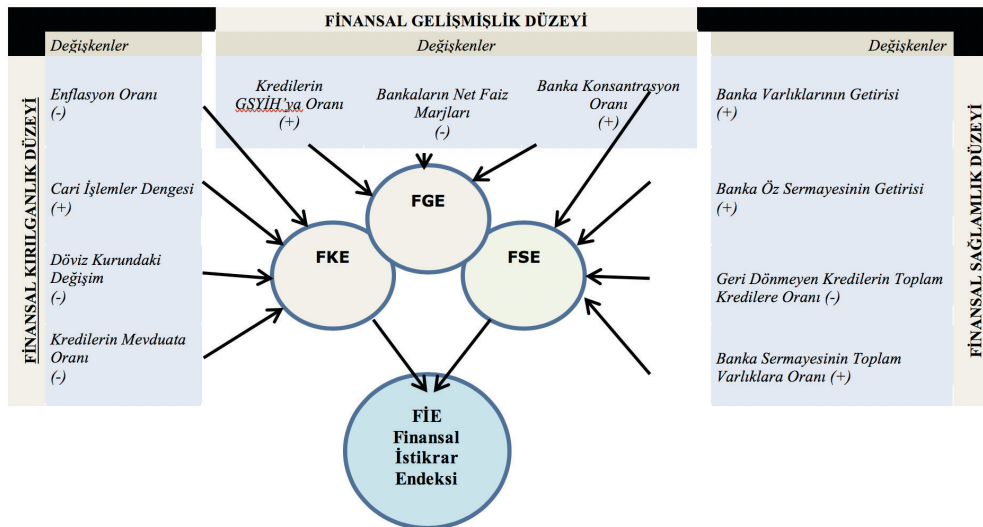 FİNANSAL GELİŞMİŞLİK DÜZEYİ
Değişkenler
Değişkenler
Değişkenler
FİNANSAL KIRILGANLIK DÜZEYİ
Enflasyon Oranı
(-)
Cari İşlemler Dengesi
(+)
Döviz Kurundaki
Değişim
(-)
Kredilerin Mevduata
Oranı
(-)
Kredilerin
GSYİH'ya Oranı
(+)
Bankaların Net Faiz
Marjları
(-)
Banka Konsantrasyon
Oranı
(+)
Banka Varlıklarının Getirisi
(+)
Banka Öz Sermayesinin Getirisi
(+)
Geri Dönmeyen Kredilerin Toplam
Kredilere Oranı (-)
Banka Sermayesinin Toplam
Varlıklara Oranı (+)
FİNANSAL SAĞLAMLIK DÜZEYİ
FGE
FKE
FSE
FİE
Finansal
İstikrar
Endeksi